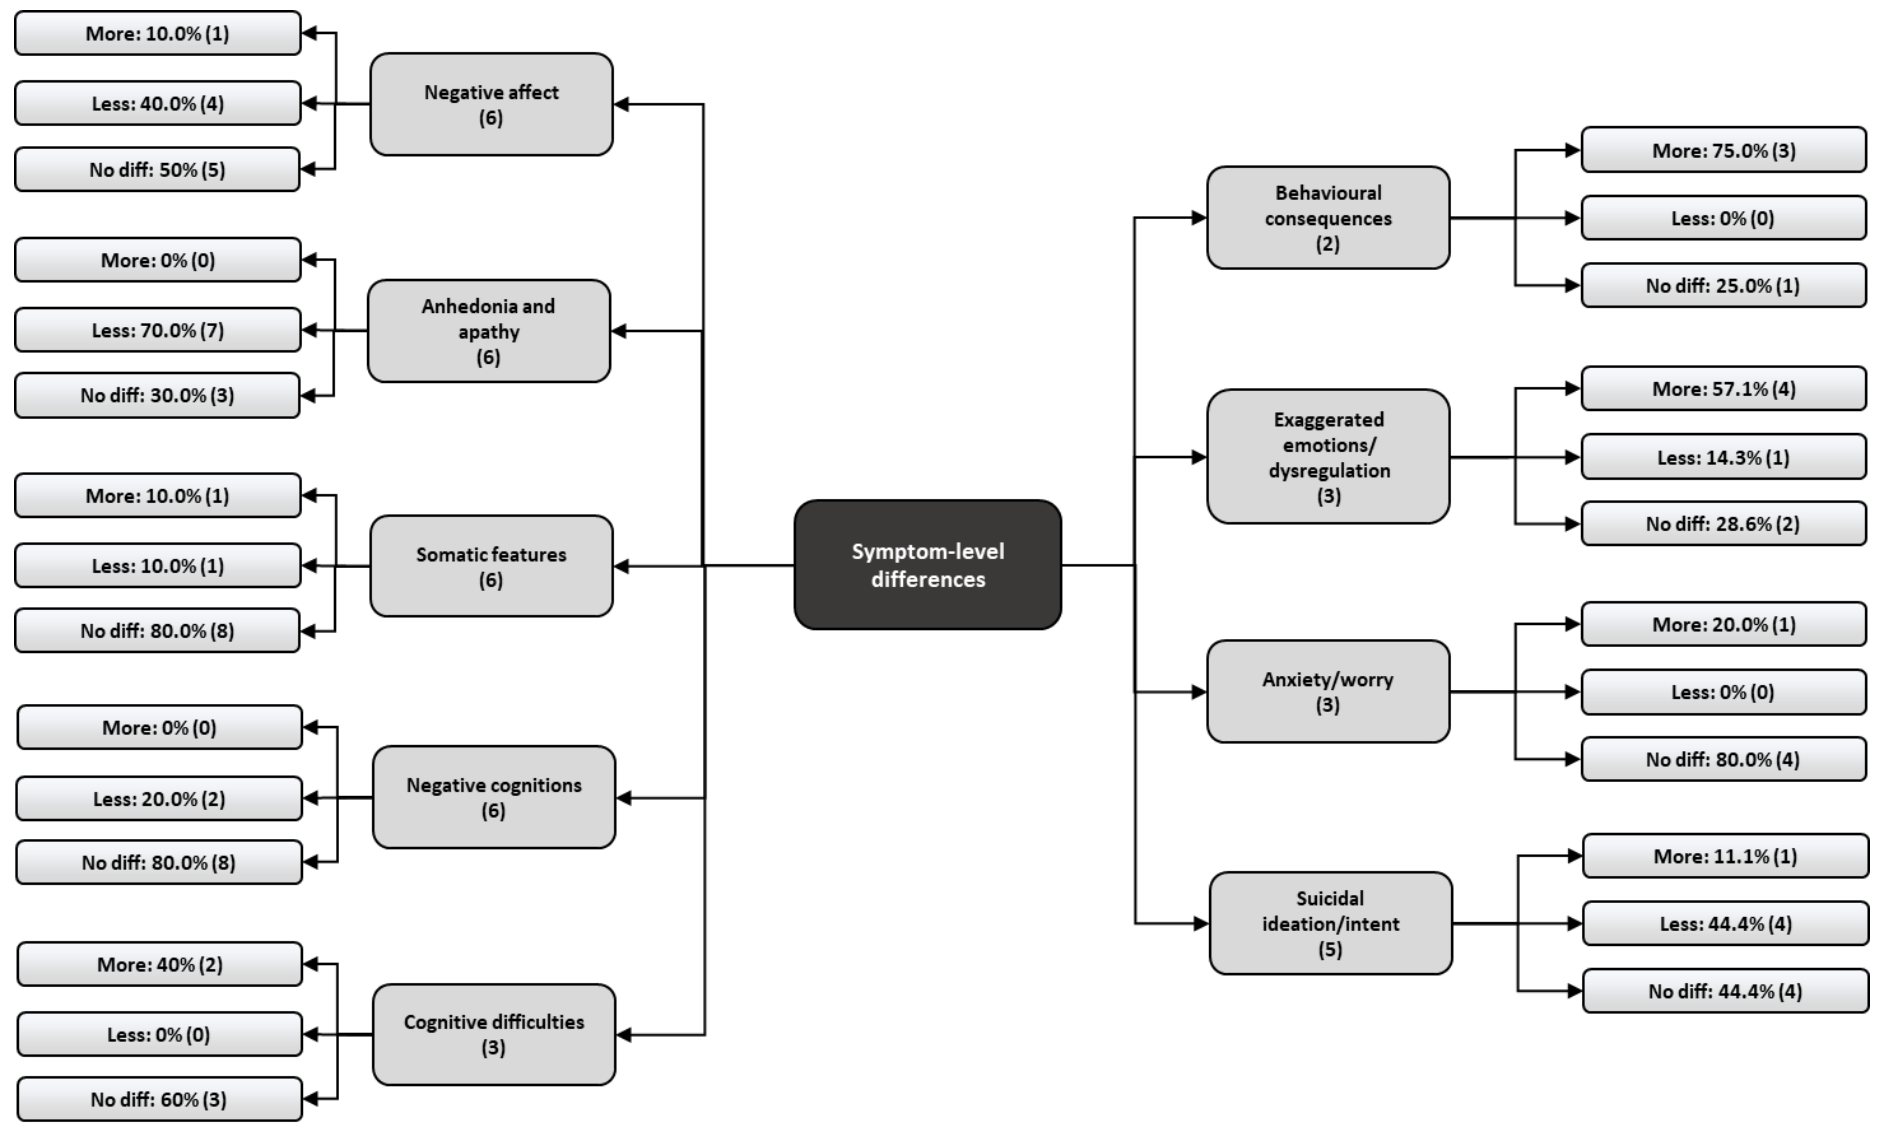 More: 10.0% (1)
Less: 40.0% (4)
No diff: 50% (5)
Negative affect
(6)
More: 0% (0)
Less: 70.0% (7)
No diff: 30.0% (3)
Anhedonia and
apathy
(6)
More: 10.0% (1)
Less: 10.0% (1)
No diff: 80.0% (8)
Somatic features
(6)
More: 0% (0)
Less: 20.0% (2)
No diff: 80.0% (8)
Negative cognitions
(6)
More: 40% (2)
Less: 0% (0)
No diff: 60% (3)
Cognitive difficulties
(3)
Symptom-level
differences
Behavioural
consequences
(2)
More: 75.0% (3)
Less: 0% (0)
No diff: 25.0% (1)
Exaggerated
emotions/
dysregulation
(3)
More: 57.1% (4)
Less: 14.3% (1)
No diff: 28.6% (2)
Anxiety/worry
(3)
More: 20.0% (1)
Less: 0% (0)
No diff: 80.0% (4)
Suicidal
ideation/intent
(5)
More: 11.1% (1)
Less: 44.4% (4)
No diff: 44.4% (4)